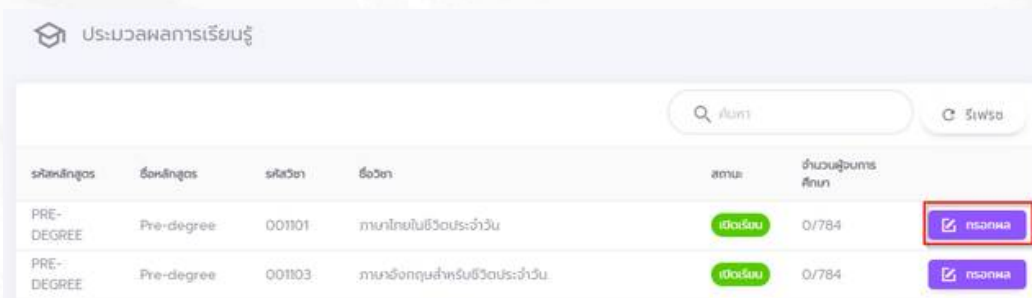 ประมวลผลการเรียนรู้
ค้นหา
รีเฟรช
รหัสหลักสูตร ชื่อหลักสูตร รหัสวิชา ชื่อวิชา สถานะ จำนวนผู้จบการ
ศึกษา
PRE-
DEGREE Pre-degree 001101 ภาษาไทยในชีวิตประจำวัน เปิดเรียน 0/784 กรอกผล
PRE-
DEGREE Pre-degree 001103 ภาษาอังกฤษสำหรับชีวิตประจำวัน เปิดเรียน 0/784 กรอกผล